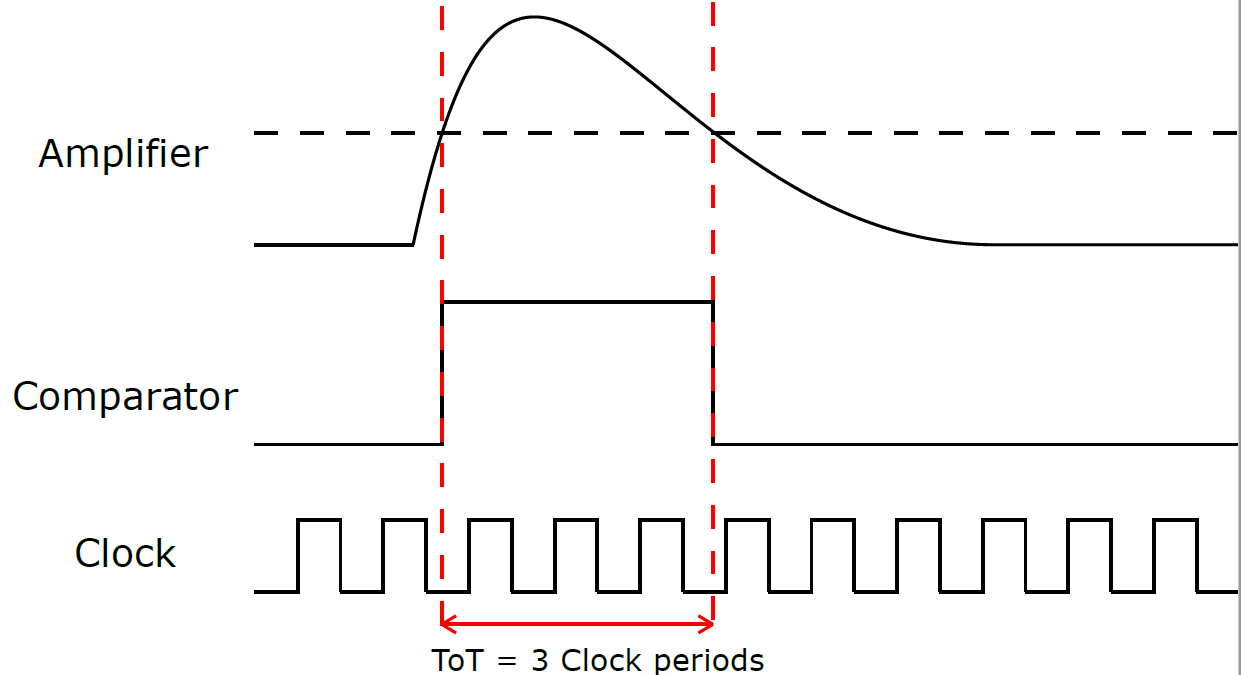 Amplifier
Comparator
Clock
ToT = 3 Clock periods